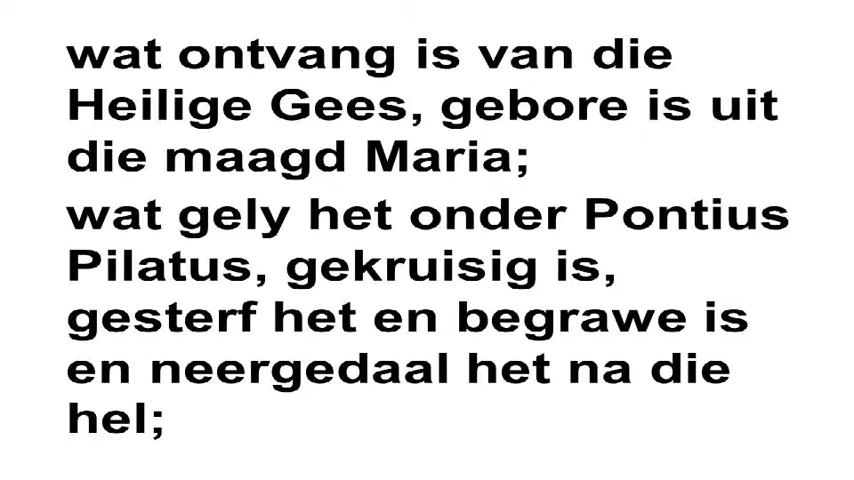 wat ontvang is van die
Heilige Gees, gebore is uit
die maagd Maria;
wat gely het onder Pontius
Pilatus, gekruisig is,
gesterf het en begrawe is
en neergedaal het na die
hel;